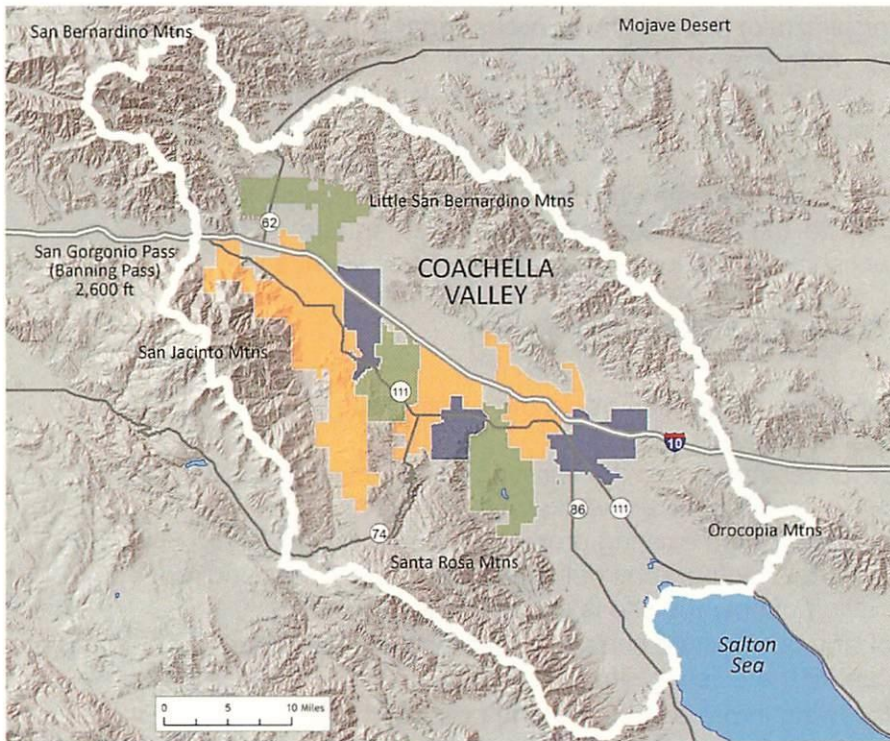 San Bernardino Mtns
Mojave Desert
Little San Bernardino Mtns
62
San Gorgonio Pass
(Banning Pass)
2,600 ft
COACHELLA
VALLEY
San Jacinto Mtns
111
10
86
111
Orocopia Mtns
74
Santa Rosa Mtns
Salton
Sea
0 5 10 Miles